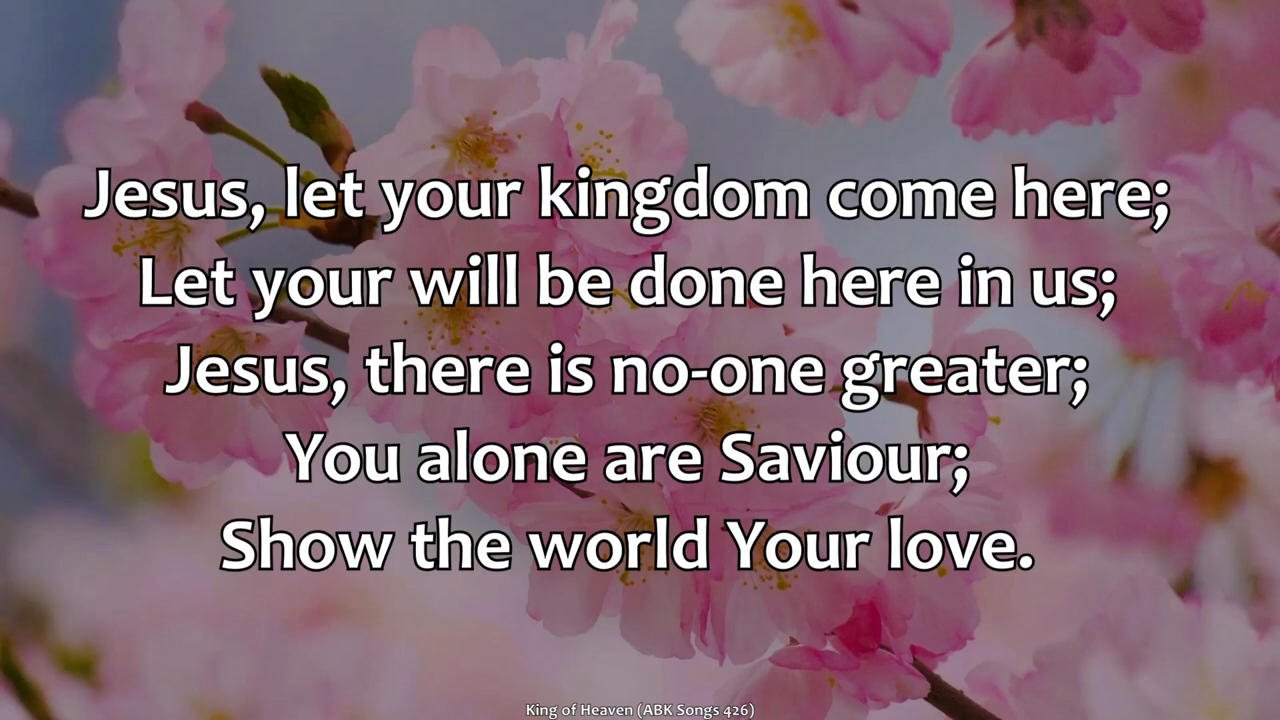 Jesus, let your kingdom come here;
Let your will be done here in us;
Jesus, there is no-one greater;
You alone are Saviour;
Show the world Your love.
King of Heaven (ABK Songs 426)